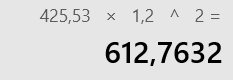 425,53 × 1,2 ^ 2 =
612,7632